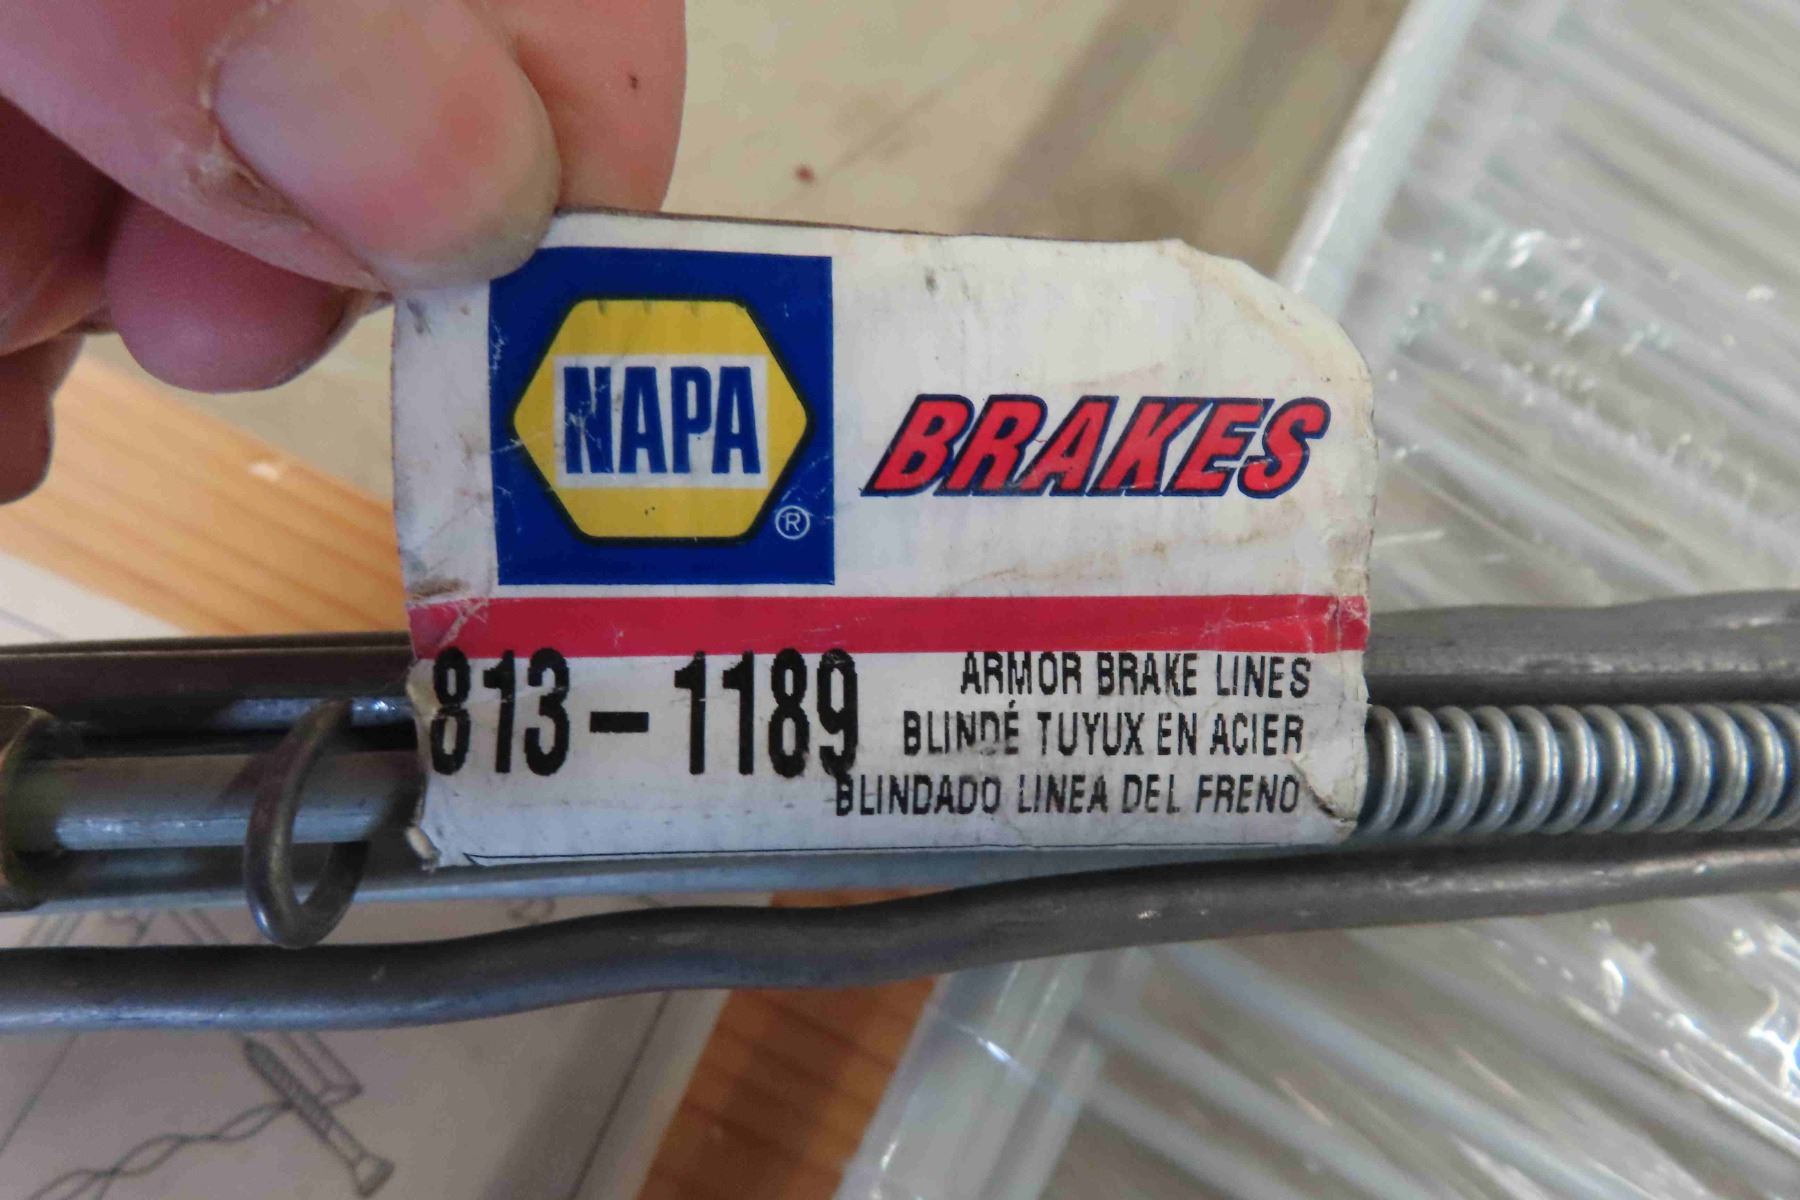 NAPA ®
BRAKES
813-1189
ARMOR BRAKE LINES
BLINDÉ TUYUX EN ACIER
BLINDADO LINEA DEL FRENO